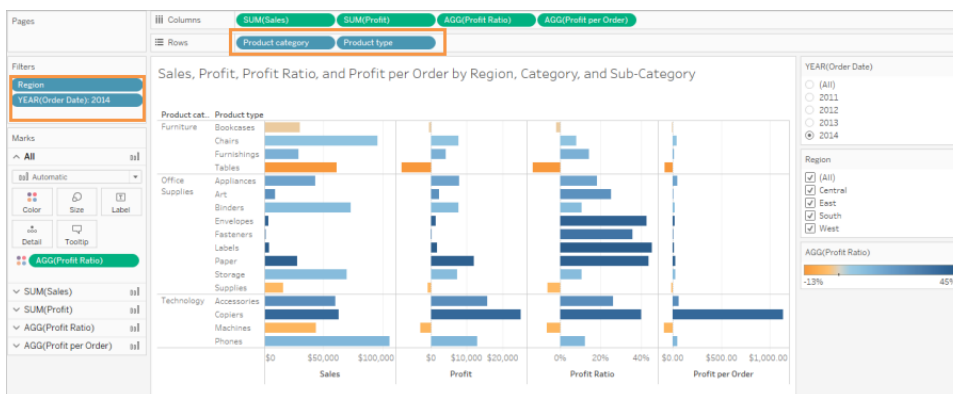 Pages
Columns SUM(Sales) SUM(Profit) AGG(Profit Ratio) AGG(Profit per Order)
Rows Product category Product type
Filters
Region
YEAR(Order Date): 2014
Marks
All
Automatic
Color Size Label
Detail Tooltip
AGG(Profit Ratio)
SUM(Sales)
SUM(Profit)
AGG(Profit Ratio)
AGG(Profit per Order)
Sales, Profit, Profit Ratio, and Profit per Order by Region, Category, and Sub-Category
Product cat.. Product type
Furniture Bookcases
Chairs
Furnishings
Tables
Office Supplies Appliances
Art
Binders
Envelopes
Fasteners
Labels
Paper
Storage
Supplies
Technology Accessories
Copiers
Machines
Phones
$0 $50,000 $100,000 $0 $10,000 $20,000 0% 20% 40% $0.00 $500.00 $1,000.00
Sales Profit Profit Ratio Profit per Order
YEAR(Order Date)
(All)
2011
2012
2013
2014
Region
(All)
Central
East
South
West
AGG(Profit Ratio)
-13% 45%